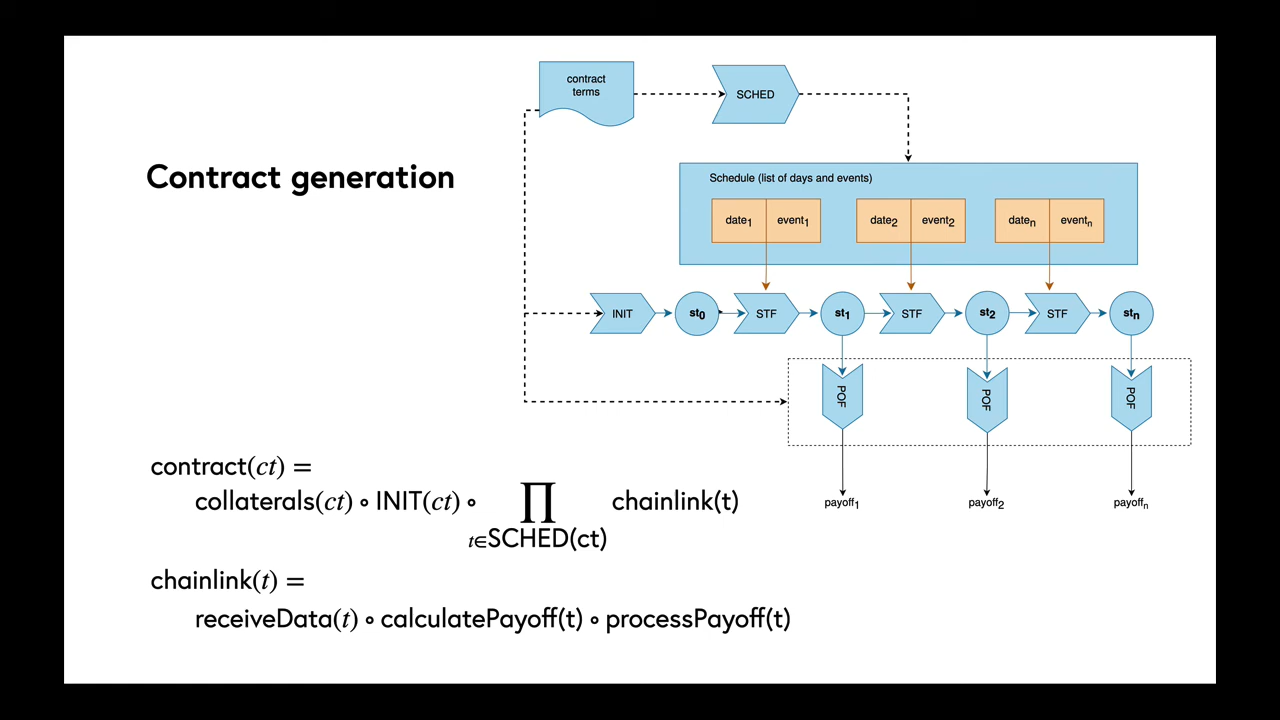 contract
terms
SCHED
Contract generation
Schedule (list of days and events)
date₁ event₁ date₂ event₂ dateₙ eventₙ
INIT st₀ STF st₁ STF st₂ STF stₙ
POF POF POF
payoff₁ payoff₂ payoffₙ
contract(ct) =
collaterals(ct) ∘ INIT(ct) ∘ ∏ chainlink(t)
t∈SCHED(ct)
chainlink(t) =
receiveData(t) ∘ calculatePayoff(t) ∘ processPayoff(t)